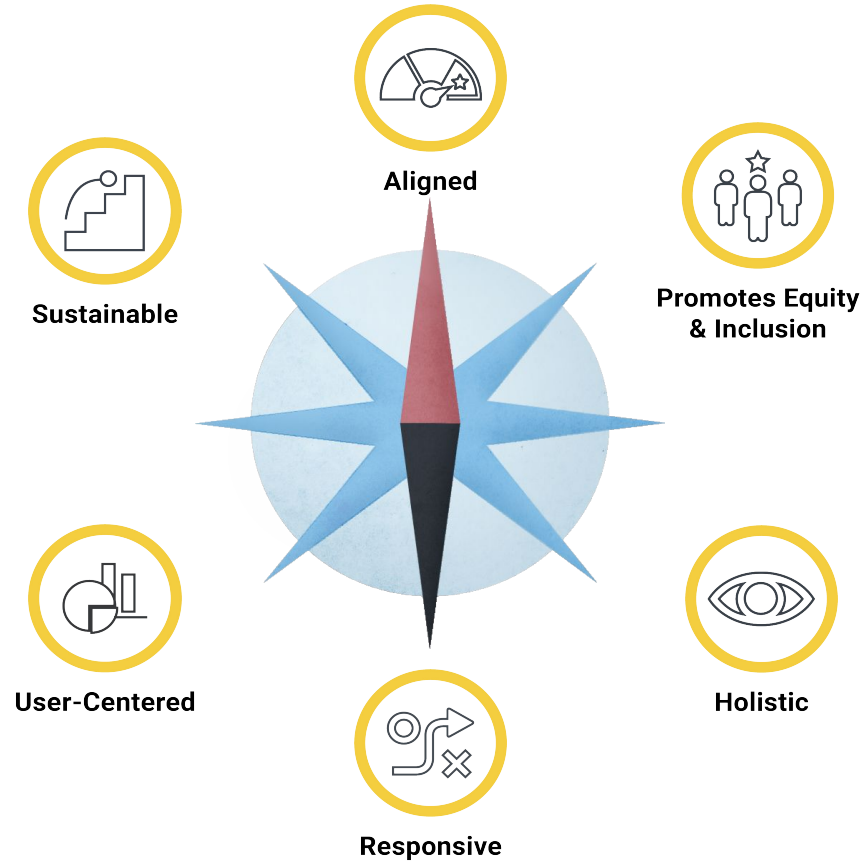 Aligned
Promotes Equity
& Inclusion
Sustainable
User-Centered
Holistic
Responsive